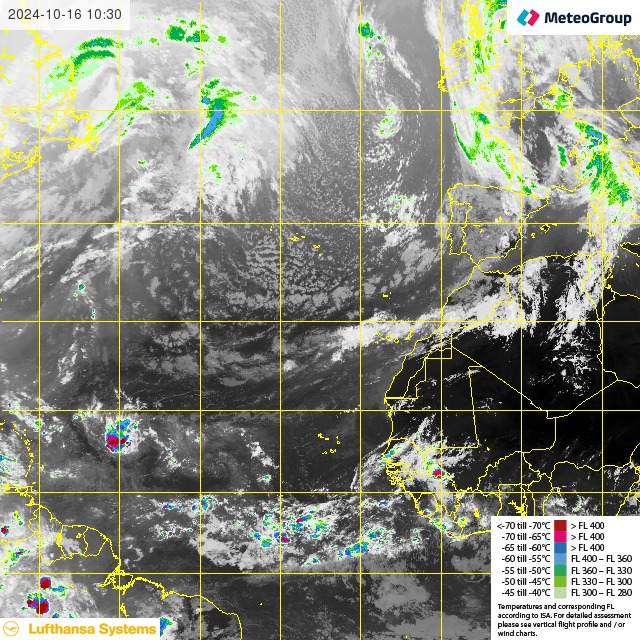 2024-10-16 10:30
MeteoGroup
<-70 till -70°C > FL 400
-70 till -65°C > FL 400
-65 till -60°C > FL 400
-60 till -55°C FL 400 – FL 360
-55 till -50°C FL 360 – FL 330
-50 till -45°C FL 330 – FL 300
-45 till -40°C FL 300 – FL 280
Temperatures and corresponding FL
according to ISA. For detailed assessment
please see vertical flight profile and / or
wind charts.
Lufthansa Systems